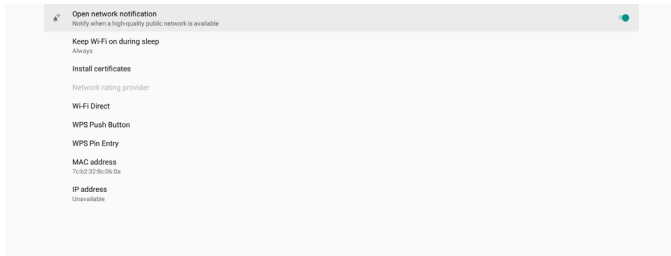 Open network notification
Notify when a high-quality public network is available
Keep Wi-Fi on during sleep
Always
Install certificates
Network rating provider
Wi-Fi Direct
WPS Push Button
WPS Pin Entry
MAC address
7c:b2:32:8c:06:0a
IP address
Unavailable